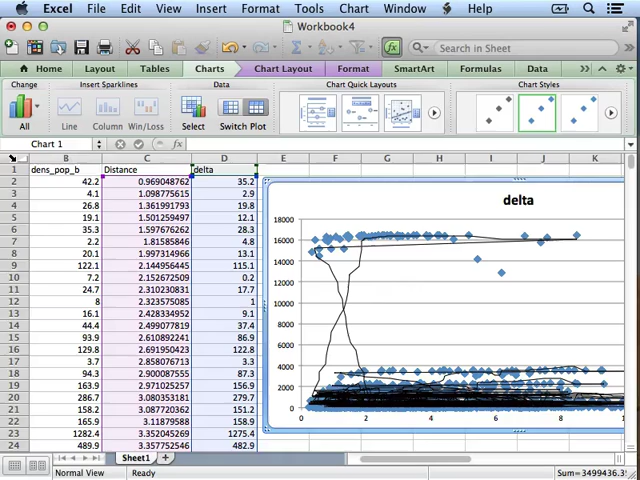 Excel File Edit View Insert Format Tools Chart Window Help
Workbook4
Search in Sheet
Home Layout Tables Charts Chart Layout Format SmartArt Formulas Data
Change Insert Sparklines Data Chart Quick Layouts Chart Styles
All Line Column Win/Loss Select Switch Plot
Chart 1 fx
B C D E F G H I J K
1 dens_pop_b Distance delta
2 42.2 0.969048762 35.2
3 4.1 1.098775615 2.9
4 26.8 1.361991793 19.8
5 19.1 1.501259497 12.1
6 35.3 1.597676262 28.3
7 2.2 1.81585846 4.8
8 20.1 1.997314966 13.1
9 122.1 2.144956445 115.1
10 7.2 2.152672509 0.2
11 24.7 2.310230831 17.7
12 8 2.323575085 1
13 16.1 2.428334952 9.1
14 44.4 2.499077819 37.4
15 93.9 2.610892241 86.9
16 129.8 2.691950423 122.8
17 3.7 2.858076713 3.3
18 94.3 2.900087555 87.3
19 163.9 2.971025257 156.9
20 286.7 3.080353181 279.7
21 158.2 3.087720362 151.2
22 165.9 3.11879588 158.9
23 1282.4 3.352045269 1275.4
24 489.9 3.357752546 482.9
delta
18000
16000
14000
12000
10000
8000
6000
4000
2000
0
0 2 4 6 8 1
Sheet1
Normal View Ready Sum=3499436.3